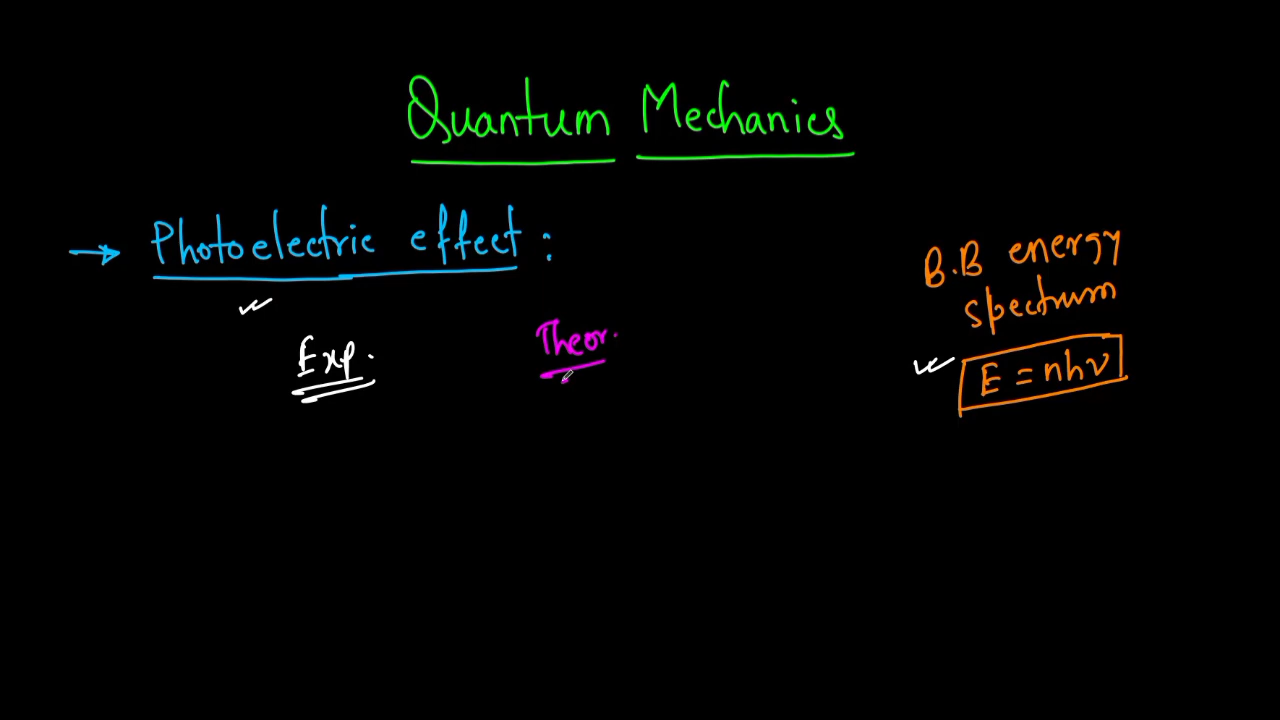 Quantum Mechanics
→ Photoelectric effect :
B.B energy
spectrum
Exp.
Theor.
E = nhν